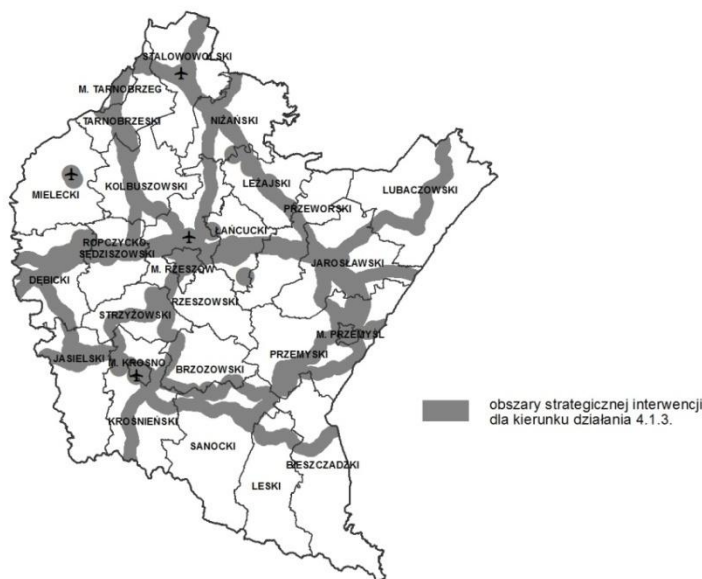 STALOWOWOLSKI
M. TARNOBRZEG
TARNOBRZESKI
NIŻAŃSKI
MIELECKI
KOLBUSZOWSKI
LEŻAJSKI
LUBACZOWSKI
PRZEWORSKI
ROPCZYCKO-
SĘDZISZOWSKI
ŁAŃCUCKI
M. RZESZÓW
JAROSŁAWSKI
DĘBICKI
RZESZOWSKI
STRZYŻOWSKI
M. PRZEMYŚL
JASIELSKI
M. KROSNO
BRZOZOWSKI
PRZEMYSKI
obszary strategicznej interwencji
dla kierunku działania 4.1.3.
KROŚNIEŃSKI
SANOCKI
BIESZCZADZKI
LESKI